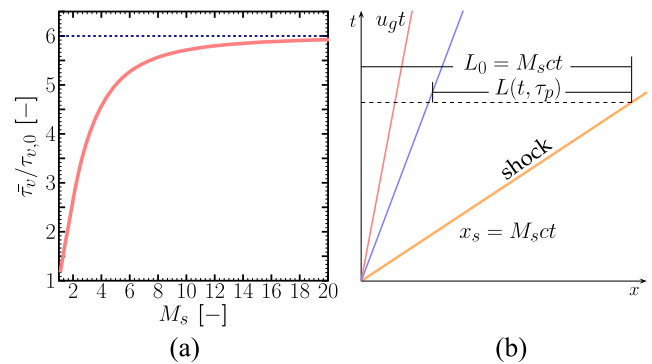 6
5
4
3
2
1
τ̄_v/τ_{v,0} [−]
2 4 6 8 10 12 14 16 18 20
M_s [−]
(a)
t
u_g t
L_0 = M_s ct
L(t, τ_p)
shock
x_s = M_s ct
x
(b)